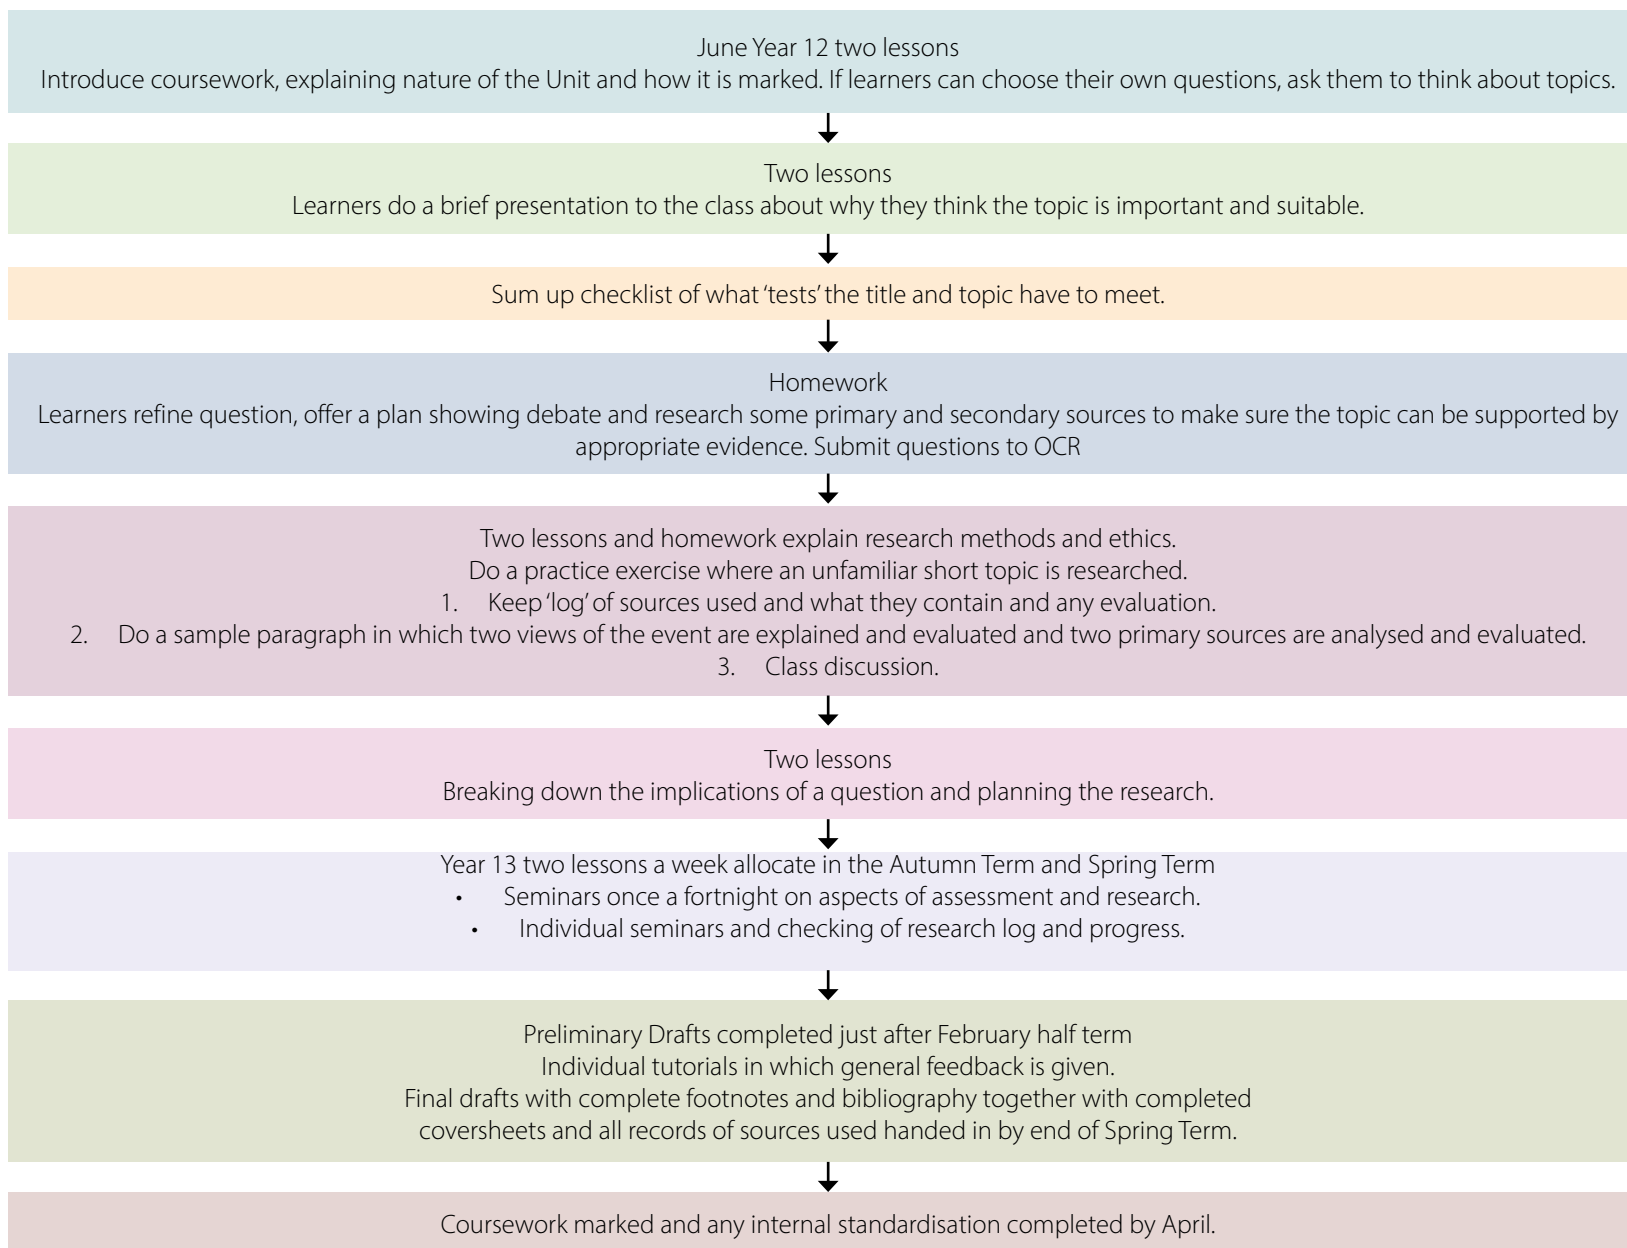 June Year 12 two lessons
Introduce coursework, explaining nature of the Unit and how it is marked. If learners can choose their own questions, ask them to think about topics.
Two lessons
Learners do a brief presentation to the class about why they think the topic is important and suitable.
Sum up checklist of what ‘tests’ the title and topic have to meet.
Homework
Learners refine question, offer a plan showing debate and research some primary and secondary sources to make sure the topic can be supported by
appropriate evidence. Submit questions to OCR
Two lessons and homework explain research methods and ethics.
Do a practice exercise where an unfamiliar short topic is researched.
1. Keep ‘log’ of sources used and what they contain and any evaluation.
2. Do a sample paragraph in which two views of the event are explained and evaluated and two primary sources are analysed and evaluated.
3. Class discussion.
Two lessons
Breaking down the implications of a question and planning the research.
Year 13 two lessons a week allocate in the Autumn Term and Spring Term
• Seminars once a fortnight on aspects of assessment and research.
• Individual seminars and checking of research log and progress.
Preliminary Drafts completed just after February half term
Individual tutorials in which general feedback is given.
Final drafts with complete footnotes and bibliography together with completed
coversheets and all records of sources used handed in by end of Spring Term.
Coursework marked and any internal standardisation completed by April.